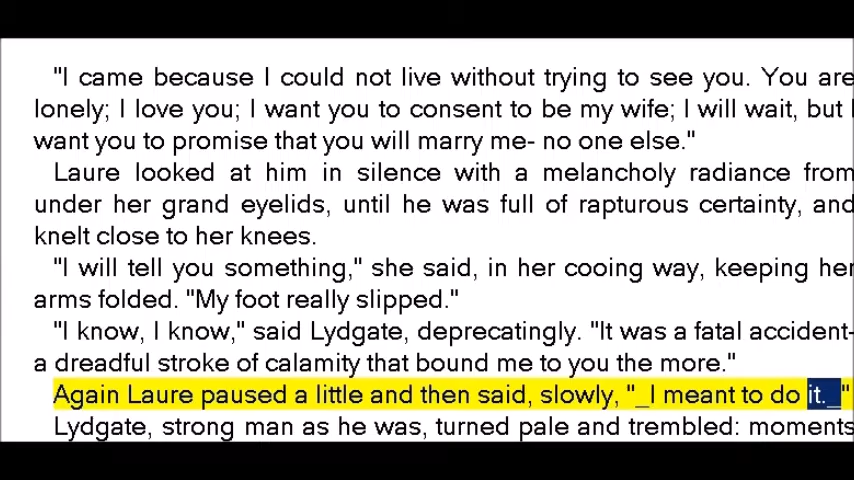 "I came because I could not live without trying to see you. You are
lonely; I love you; I want you to consent to be my wife; I will wait, but I
want you to promise that you will marry me- no one else."
Laure looked at him in silence with a melancholy radiance from
under her grand eyelids, until he was full of rapturous certainty, and
knelt close to her knees.
"I will tell you something," she said, in her cooing way, keeping her
arms folded. "My foot really slipped."
"I know, I know," said Lydgate, deprecatingly. "It was a fatal accident-
a dreadful stroke of calamity that bound me to you the more."
Again Laure paused a little and then said, slowly, "_I meant to do it._"
Lydgate, strong man as he was, turned pale and trembled: moments